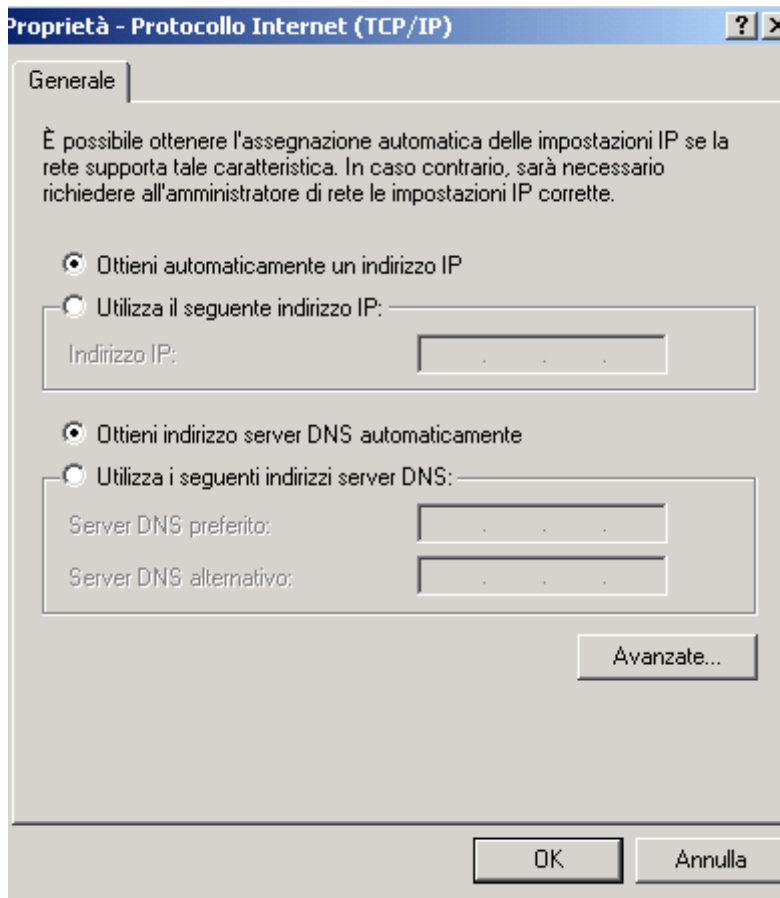 Proprietà - Protocollo Internet (TCP/IP)
Generale
È possibile ottenere l'assegnazione automatica delle impostazioni IP se la
rete supporta tale caratteristica. In caso contrario, sarà necessario
richiedere all'amministratore di rete le impostazioni IP corrette.
Ottieni automaticamente un indirizzo IP
Utilizza il seguente indirizzo IP:
Indirizzo IP:
Ottieni indirizzo server DNS automaticamente
Utilizza i seguenti indirizzi server DNS:
Server DNS preferito:
Server DNS alternativo:
Avanzate...
OK
Annulla